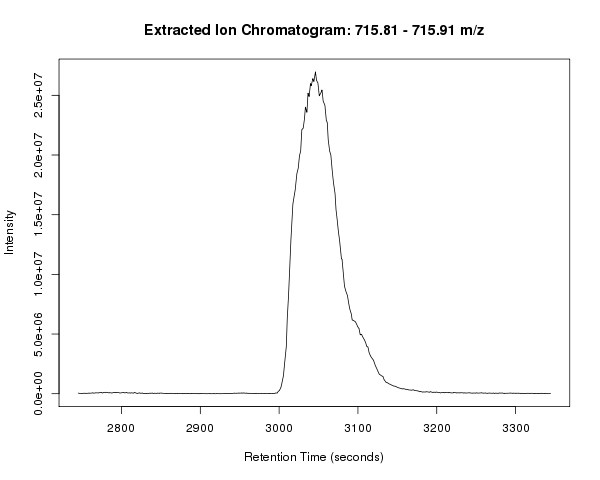 Extracted Ion Chromatogram: 715.81 - 715.91 m/z
Intensity
2.5e+07
2.0e+07
1.5e+07
1.0e+07
5.0e+06
0.0e+00
2800 2900 3000 3100 3200 3300
Retention Time (seconds)